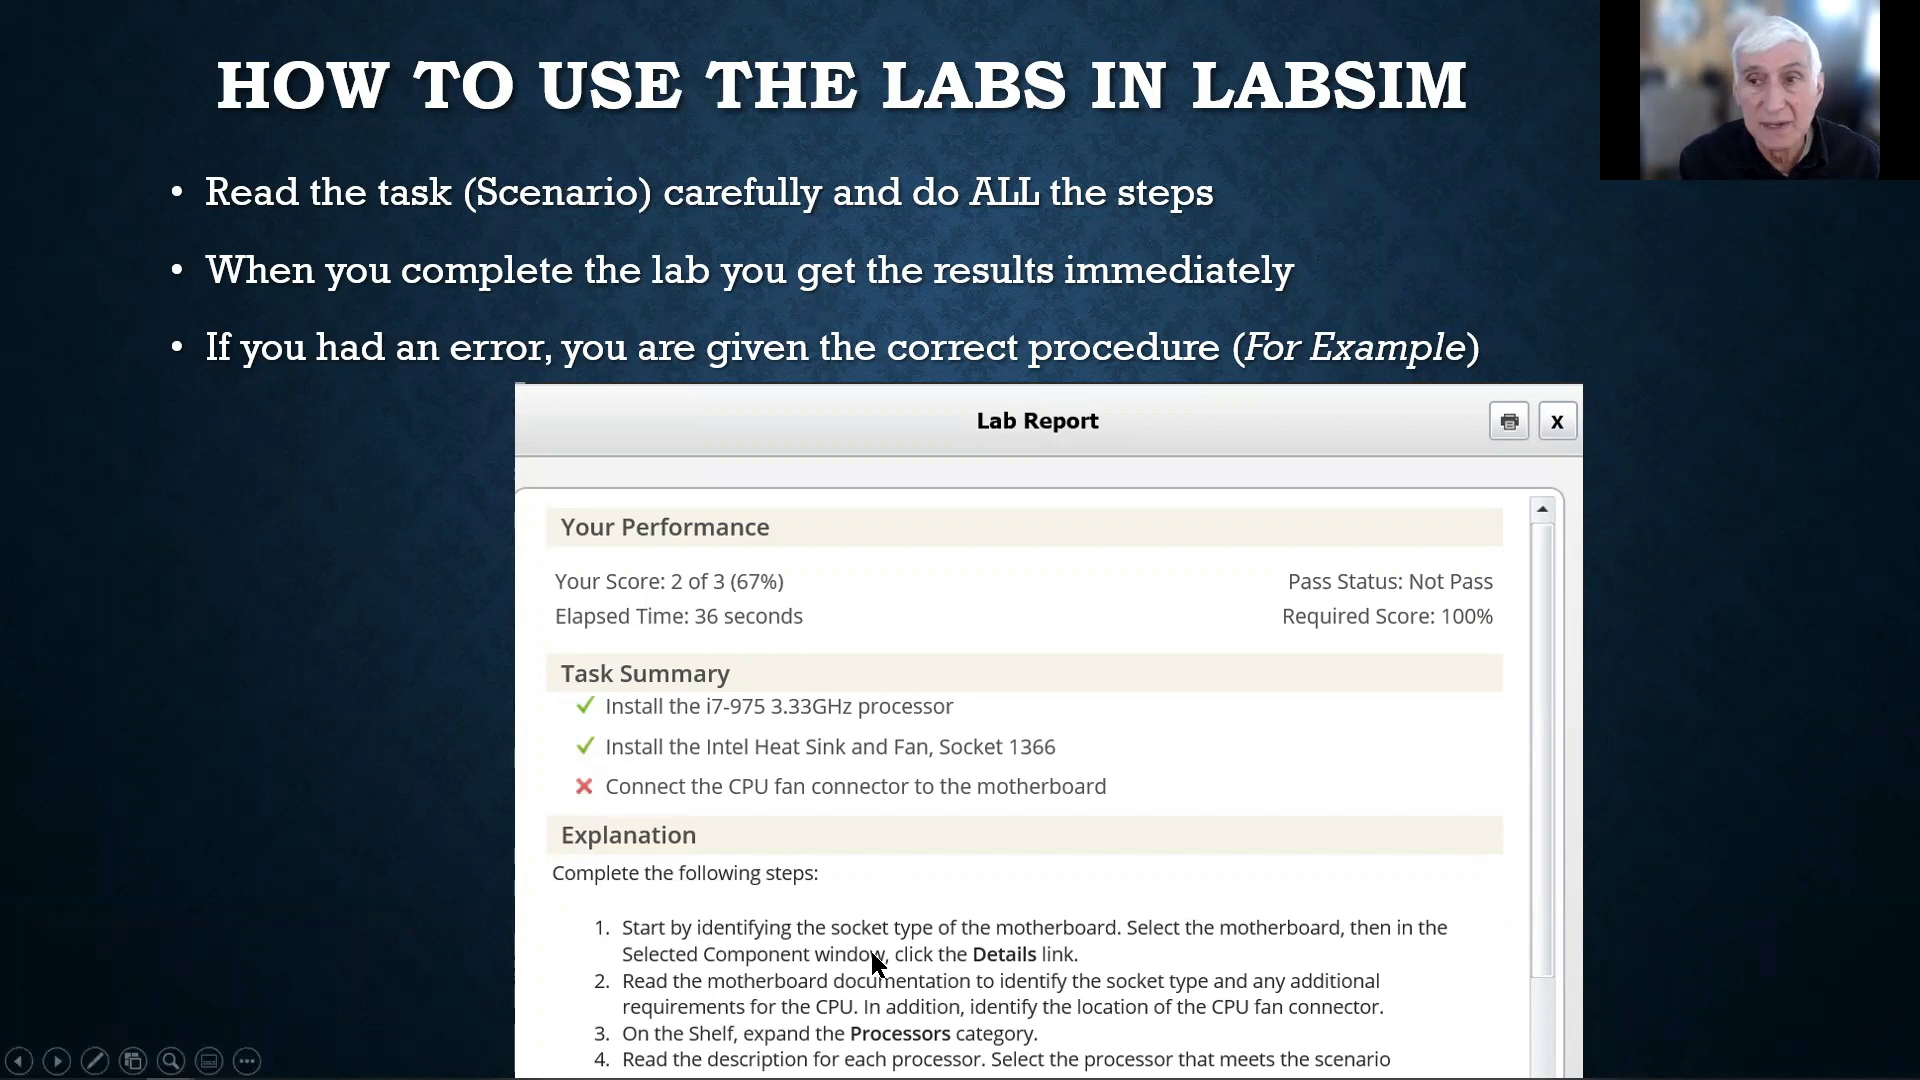 HOW TO USE THE LABS IN LABSIM
• Read the task (Scenario) carefully and do ALL the steps
• When you complete the lab you get the results immediately
• If you had an error, you are given the correct procedure (For Example)
Lab Report
X
Your Performance
Your Score: 2 of 3 (67%)
Pass Status: Not Pass
Elapsed Time: 36 seconds
Required Score: 100%
Task Summary
Install the i7-975 3.33GHz processor
Install the Intel Heat Sink and Fan, Socket 1366
Connect the CPU fan connector to the motherboard
Explanation
Complete the following steps:
1. Start by identifying the socket type of the motherboard. Select the motherboard, then in the
Selected Component window, click the Details link.
2. Read the motherboard documentation to identify the socket type and any additional
requirements for the CPU. In addition, identify the location of the CPU fan connector.
3. On the Shelf, expand the Processors category.
4. Read the description for each processor. Select the processor that meets the scenario